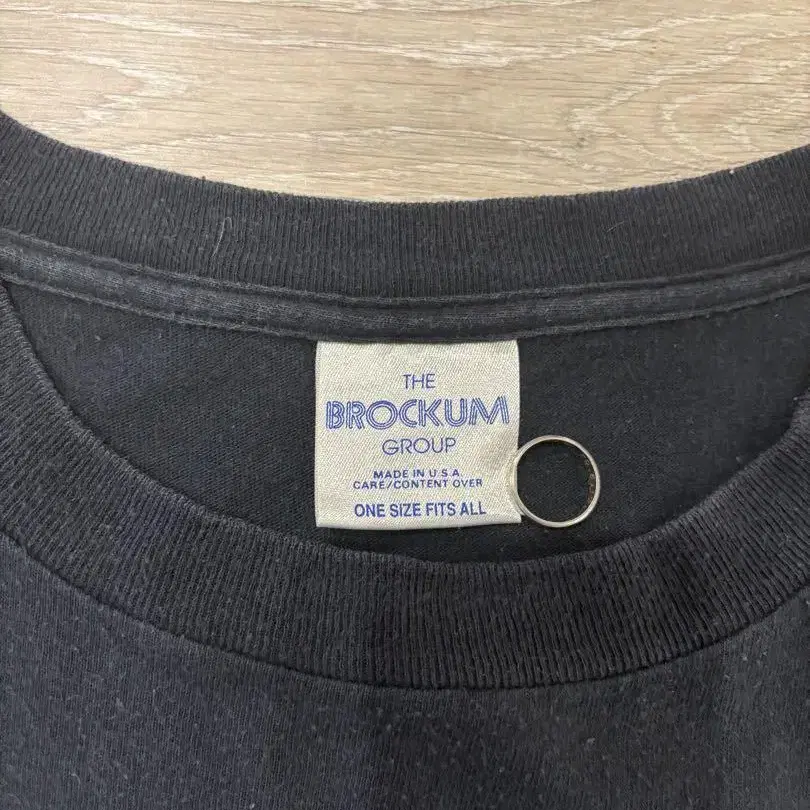 THE
BROCKUM
GROUP
MADE IN U.S.A.
CARE/CONTENT OVER
ONE SIZE FITS ALL